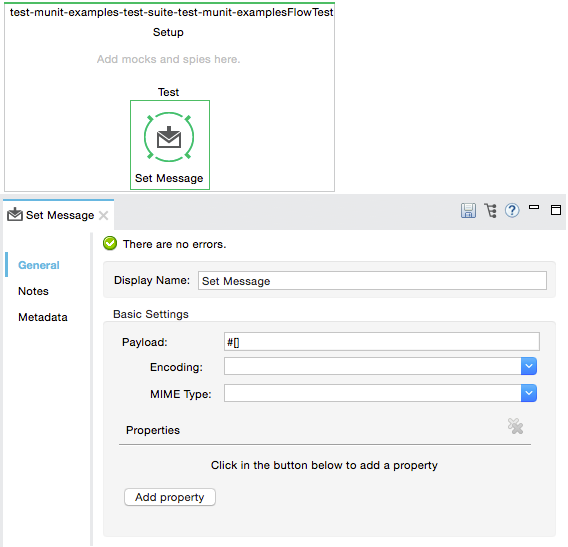 test-munit-examples-test-suite-test-munit-examplesFlowTest
Setup
Add mocks and spies here.
Test
Set Message
Set Message
General
Notes
Metadata
There are no errors.
Display Name: Set Message
Basic Settings
Payload: #[]
Encoding:
MIME Type:
Properties
Click in the button below to add a property
Add property